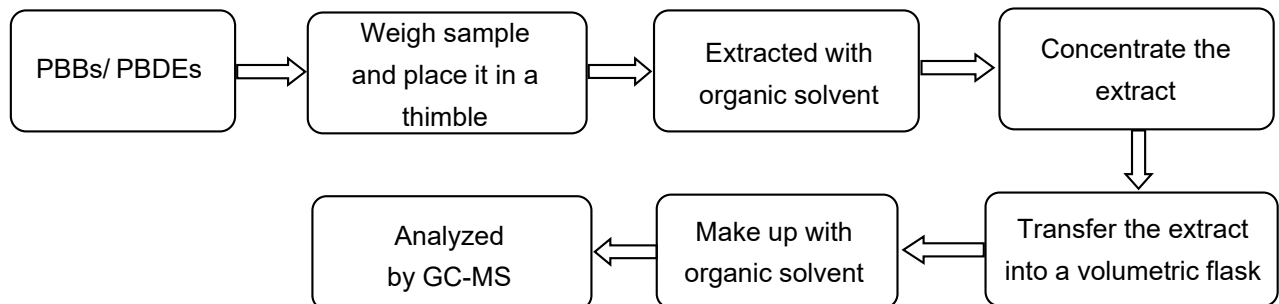 PBBs/ PBDEs
Weigh sample
and place it in a
thimble
Extracted with
organic solvent
Concentrate the
extract
Transfer the extract
into a volumetric flask
Make up with
organic solvent
Analyzed
by GC-MS